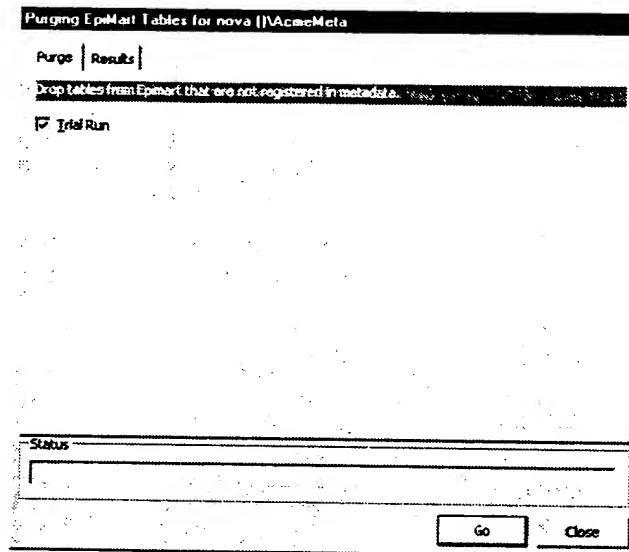 Purging EpiMart Tables for nova []\AcmeMeta
Purge Results
Drop tables from Epimart that are not registered in metadata.
Trial Run
Status
Go Close